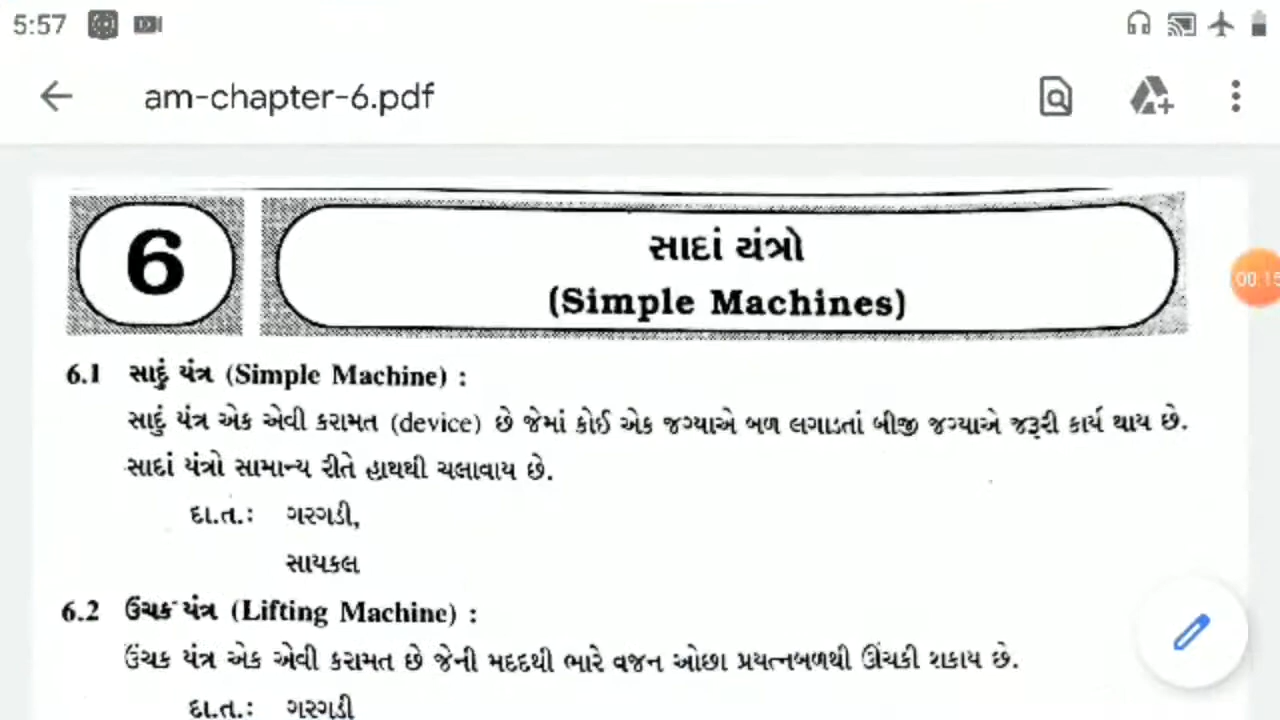 5:57
am-chapter-6.pdf
6
સાદાં યંત્રો
(Simple Machines)
00:15
6.1 સાદું યંત્ર (Simple Machine) :
સાદું યંત્ર એક એવી કરામત (device) છે જેમાં કોઈ એક જગ્યાએ બળ લગાડતાં બીજી જગ્યાએ જરૂરી કાર્ય થાય છે.
સાદાં યંત્રો સામાન્ય રીતે હાથથી ચલાવાય છે.
દા.ત.: ગરગડી,
સાયકલ
6.2 ઉંચક યંત્ર (Lifting Machine) :
ઉંચક યંત્ર એક એવી કરામત છે જેની મદદથી ભારે વજન ઓછા પ્રયત્નબળથી ઊંચકી શકાય છે.
દા.ત.: ગરગડી